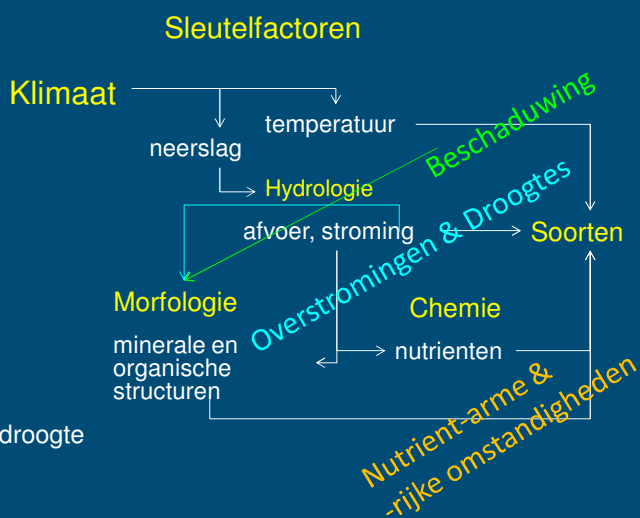 Sleutelfactoren
Klimaat
Beschaduwing
temperatuur
neerslag
Hydrologie
afvoer, stroming
Soorten
Overstromingen & Droogtes
Morfologie
Chemie
minerale en
organische
structuren
nutrienten
Nutrient-arme &
-rijke omstandigheden
droogte